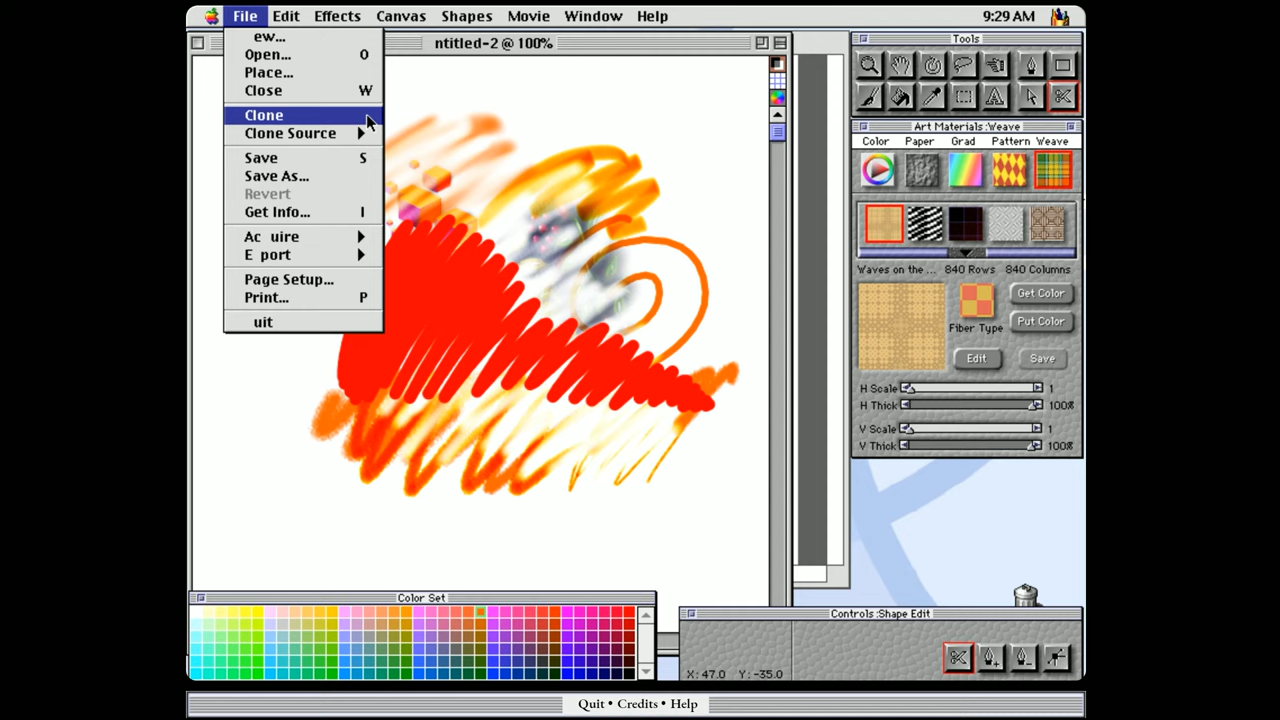 File Edit Effects Canvas Shapes Movie Window Help 9:29 AM
ew...
Open... O
Place...
Close W
Clone
Clone Source
Save S
Save As...
Revert
Get Info... I
Ac uire
E port
Page Setup...
Print... P
uit
ntitled-2 @ 100%
Tools
Art Materials :Weave
Color Paper Grad Pattern Weave
Waves on the ... 840 Rows 840 Columns
Get Color
Put Color
Fiber Type
Edit Save
H Scale 1
H Thick 100%
V Scale 1
V Thick 100%
Color Set
Controls :Shape Edit
X: 47.0 Y: -35.0
Quit • Credits • Help